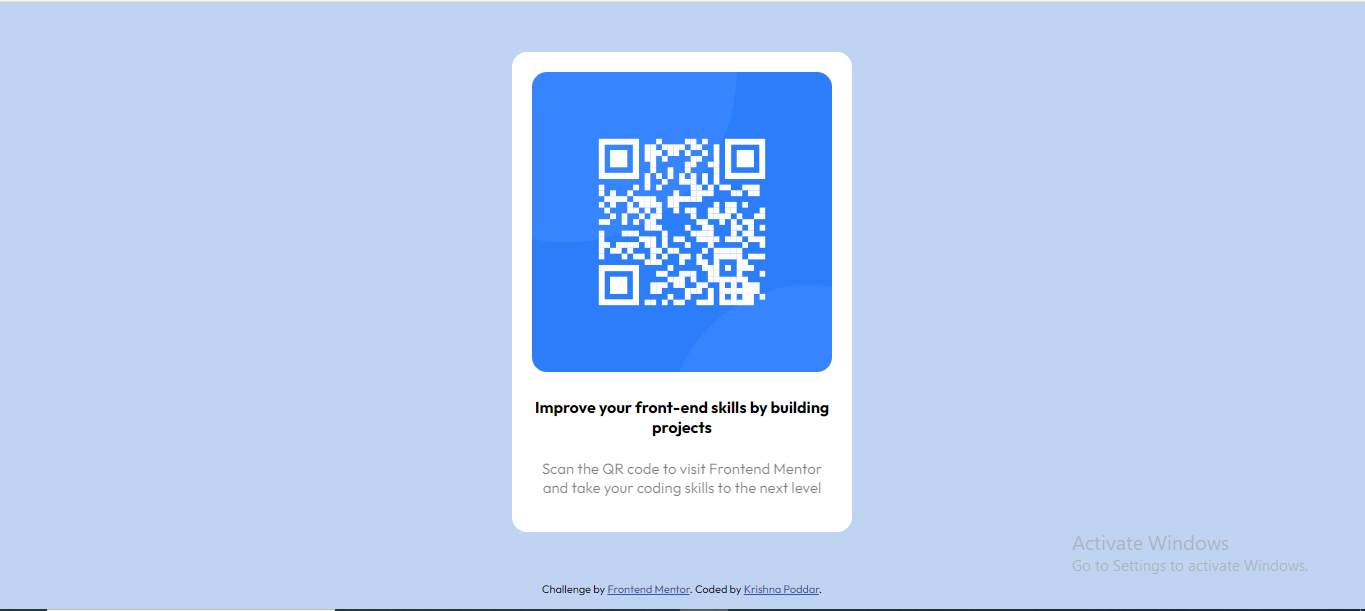 Improve your front-end skills by building
projects
Scan the QR code to visit Frontend Mentor
and take your coding skills to the next level
Activate Windows
Go to Settings to activate Windows.
Challenge by Frontend Mentor. Coded by Krishna Poddar.